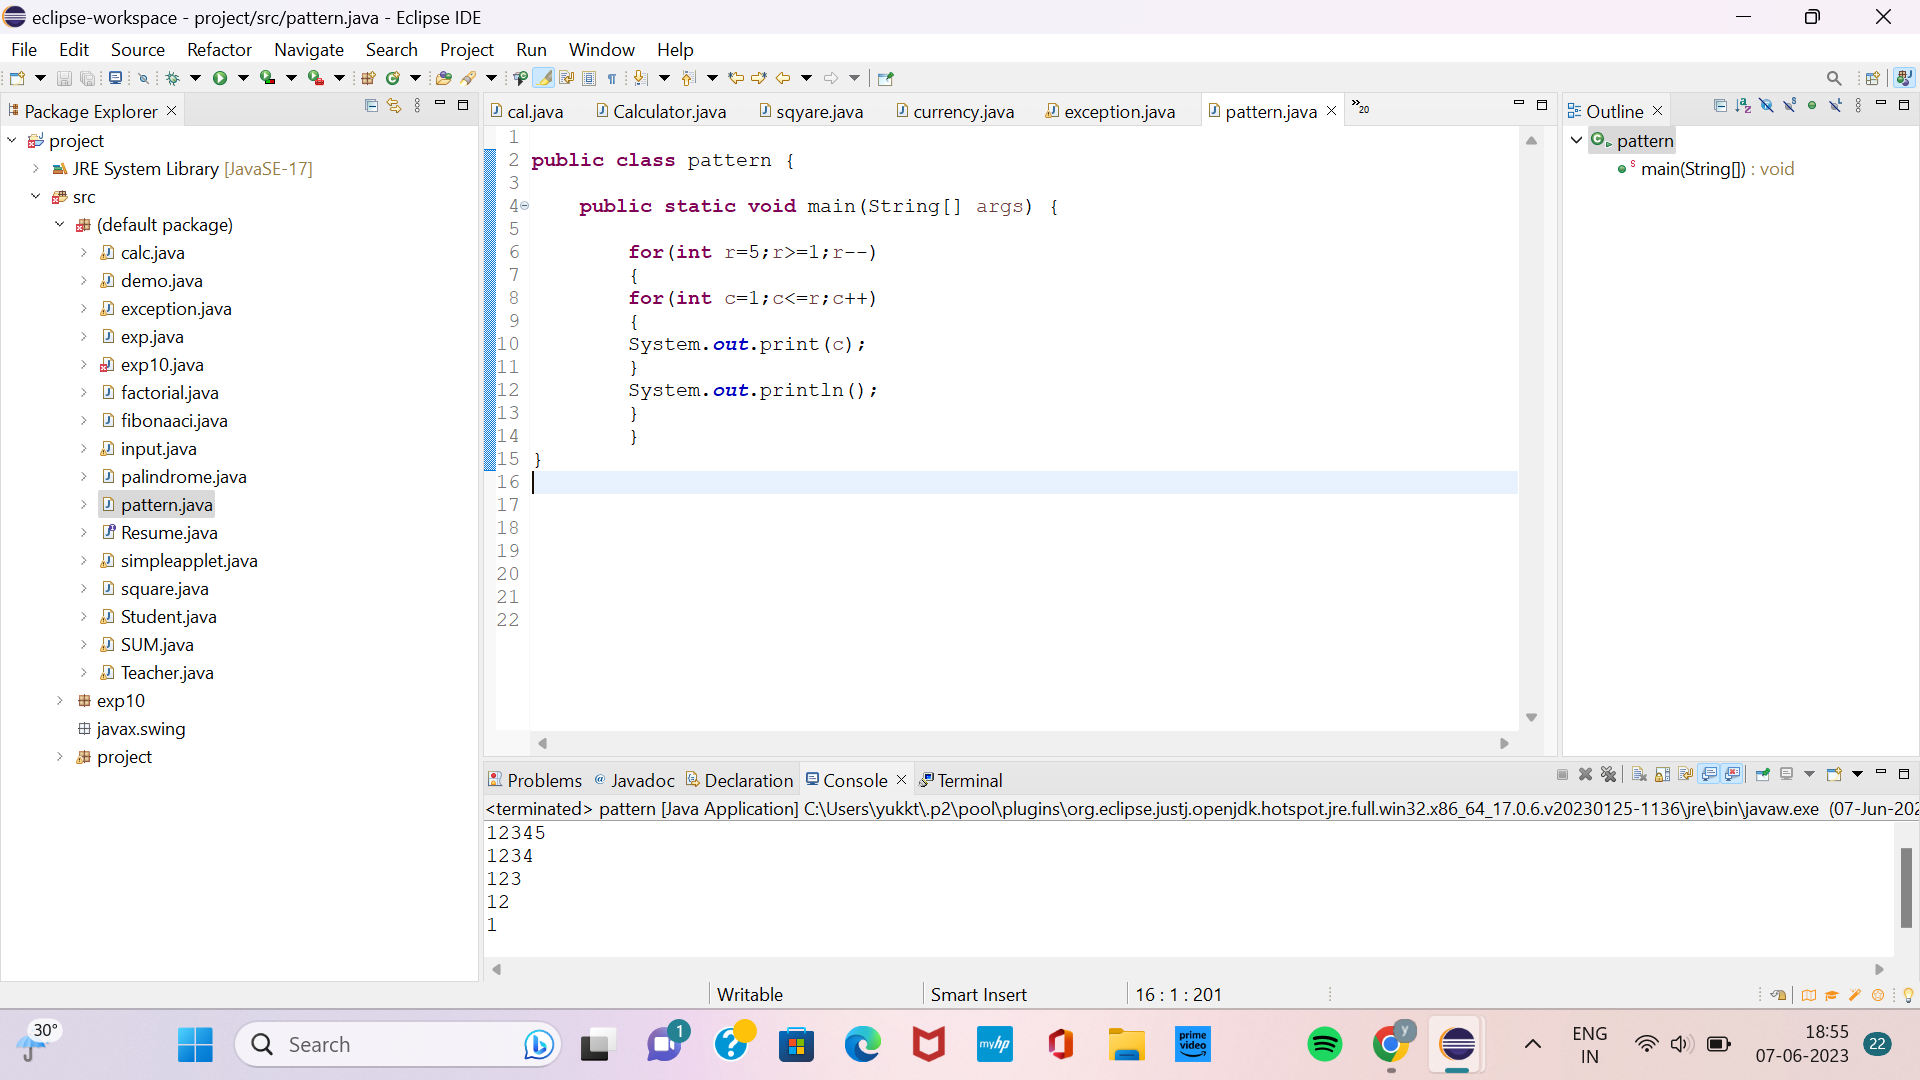 eclipse-workspace - project/src/pattern.java - Eclipse IDE
File Edit Source Refactor Navigate Search Project Run Window Help
Package Explorer
project
JRE System Library [JavaSE-17]
src
(default package)
calc.java
demo.java
exception.java
exp.java
exp10.java
factorial.java
fibonaaci.java
input.java
palindrome.java
pattern.java
Resume.java
simpleapplet.java
square.java
Student.java
SUM.java
Teacher.java
exp10
javax.swing
project
cal.java Calculator.java sqyare.java currency.java exception.java pattern.java »20
1
2 public class pattern {
3
4 public static void main(String[] args) {
5
6 for(int r=5;r>=1;r--)
7 {
8 for(int c=1;c<=r;c++)
9 {
10 System.out.print(c);
11 }
12 System.out.println();
13 }
14 }
15 }
16
17
18
19
20
21
22
Outline
pattern
main(String[]) : void
Problems Javadoc Declaration Console Terminal
<terminated> pattern [Java Application] C:\Users\yukkt\.p2\pool\plugins\org.eclipse.justj.openjdk.hotspot.jre.full.win32.x86_64_17.0.6.v20230125-1136\jre\bin\javaw.exe (07-Jun-202
12345
1234
123
12
1
Writable Smart Insert 16 : 1 : 201
30°
Search
1
myhp
prime video
y
ENG
IN
18:55
07-06-2023
22